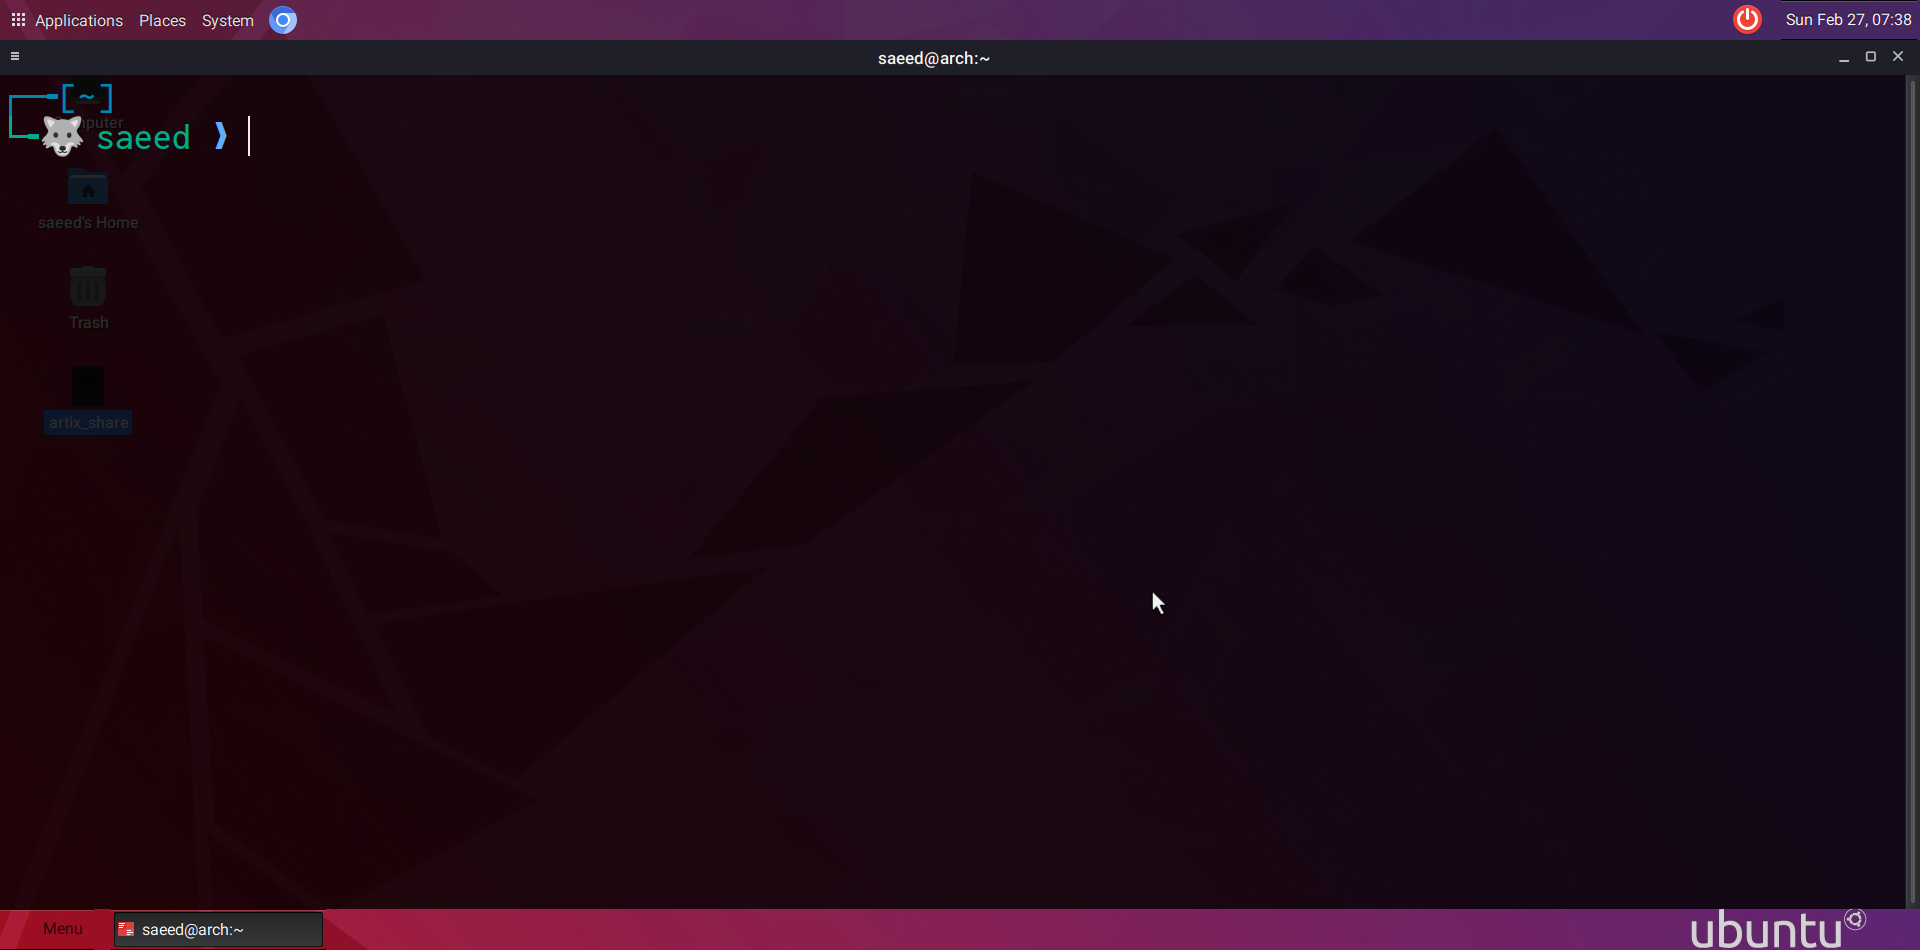 Applications Places System
Sun Feb 27, 07:38
saeed@arch:~
[~]
saeed ❯
saeed's Home
Trash
artix_share
Menu
saeed@arch:~
ubuntu